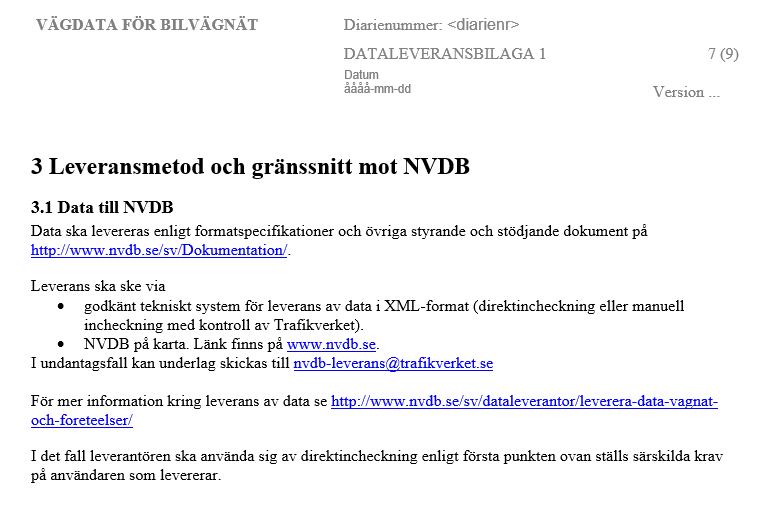 VÄGDATA FÖR BILVÄGNÄT
Diarienummer: <diarienr>
DATALEVERANSBILAGA 1
7 (9)
Datum
åååå-mm-dd
Version ...
3 Leveransmetod och gränssnitt mot NVDB
3.1 Data till NVDB
Data ska levereras enligt formatspecifikationer och övriga styrande och stödjande dokument på
http://www.nvdb.se/sv/Dokumentation/.
Leverans ska ske via
• godkänt tekniskt system för leverans av data i XML-format (direktincheckning eller manuell
incheckning med kontroll av Trafikverket).
• NVDB på karta. Länk finns på www.nvdb.se.
I undantagsfall kan underlag skickas till nvdb-leverans@trafikverket.se
För mer information kring leverans av data se http://www.nvdb.se/sv/dataleverantor/leverera-data-vagnat-
och-foreteelser/
I det fall leverantören ska använda sig av direktincheckning enligt första punkten ovan ställs särskilda krav
på användaren som levererar.